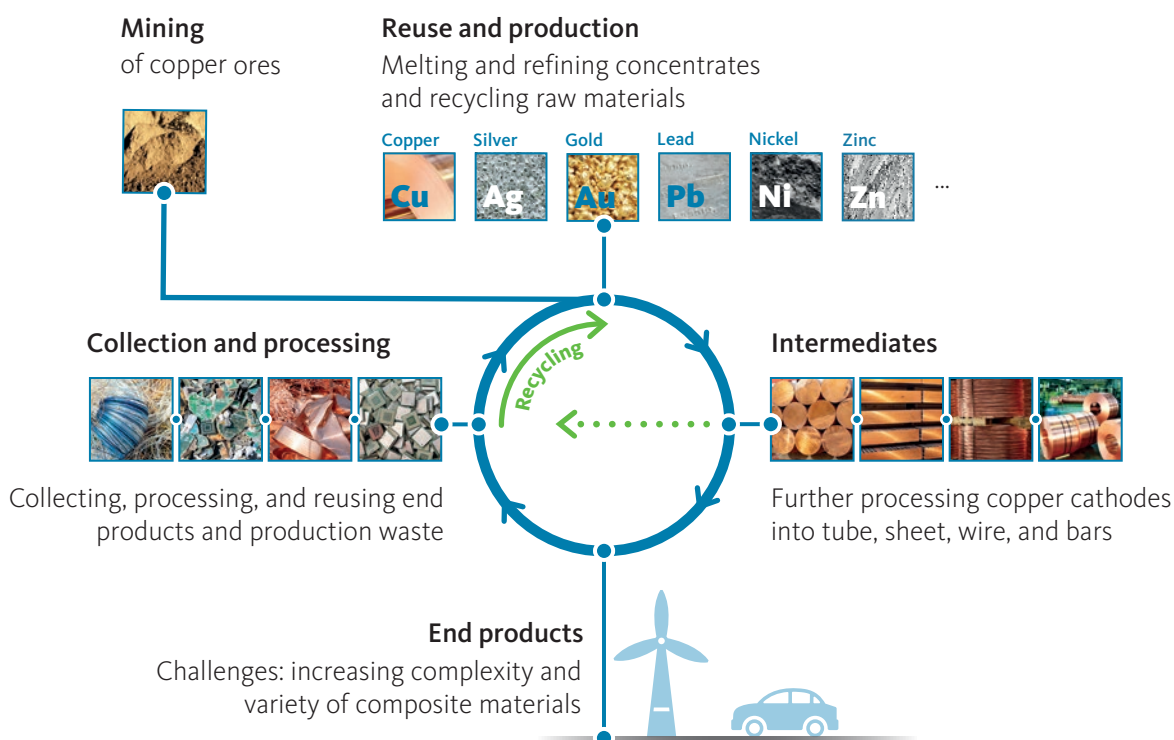 Mining
of copper ores
Reuse and production
Melting and refining concentrates
and recycling raw materials
Copper
Silver
Gold
Lead
Nickel
Zinc
Cu
Ag
Au
Pb
Ni
Zn
...
Collection and processing
Recycling
Intermediates
Collecting, processing, and reusing end
products and production waste
Further processing copper cathodes
into tube, sheet, wire, and bars
End products
Challenges: increasing complexity and
variety of composite materials